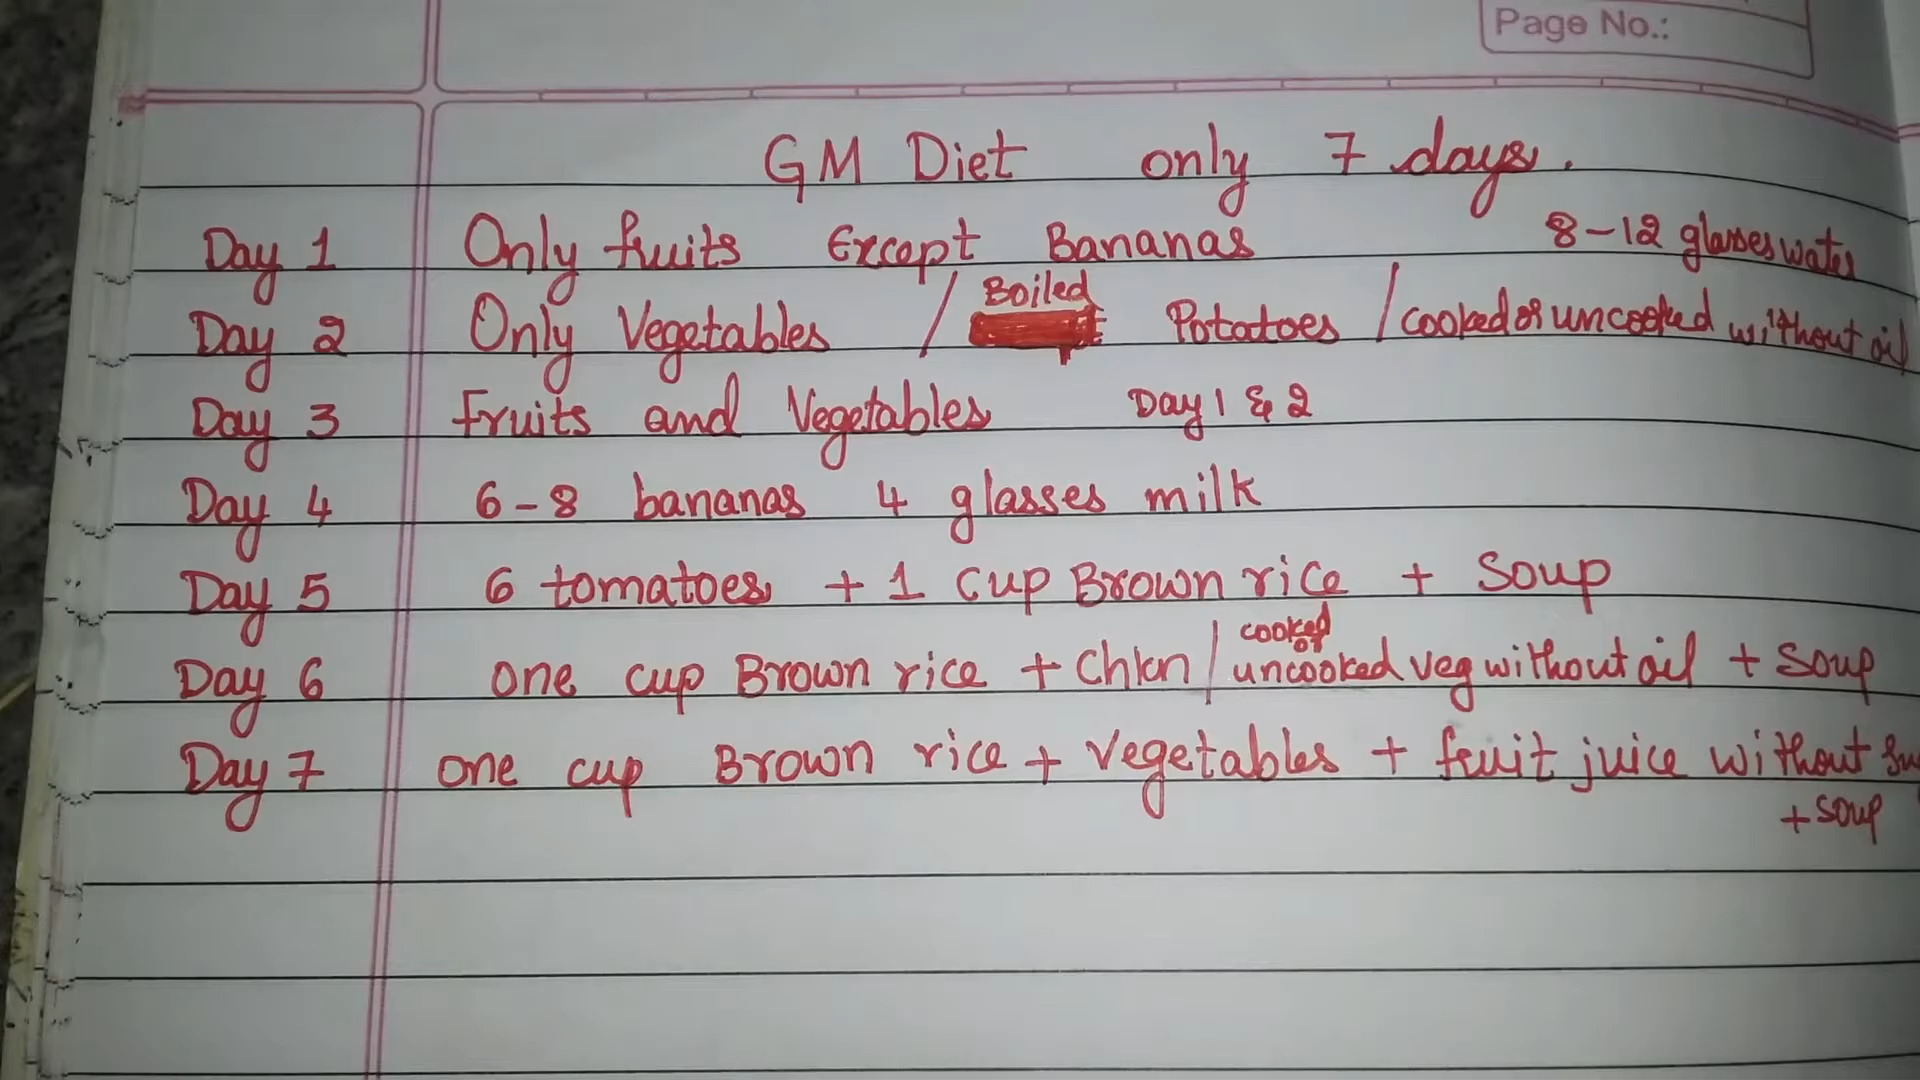 Page No.:
GM Diet only 7 days.
Day 1 Only fruits Except Bananas 8-12 glasses water
Day 2 Only Vegetables / Boiled Potatoes / cooked or uncooked without oil
Day 3 Fruits and Vegetables Day 1 & 2
Day 4 6-8 bananas 4 glasses milk
Day 5 6 tomatoes + 1 cup Brown rice + Soup
Day 6 one cup Brown rice + Chkn / cooked or uncooked veg without oil + soup
Day 7 one cup Brown rice + Vegetables + fruit juice without
+ soup